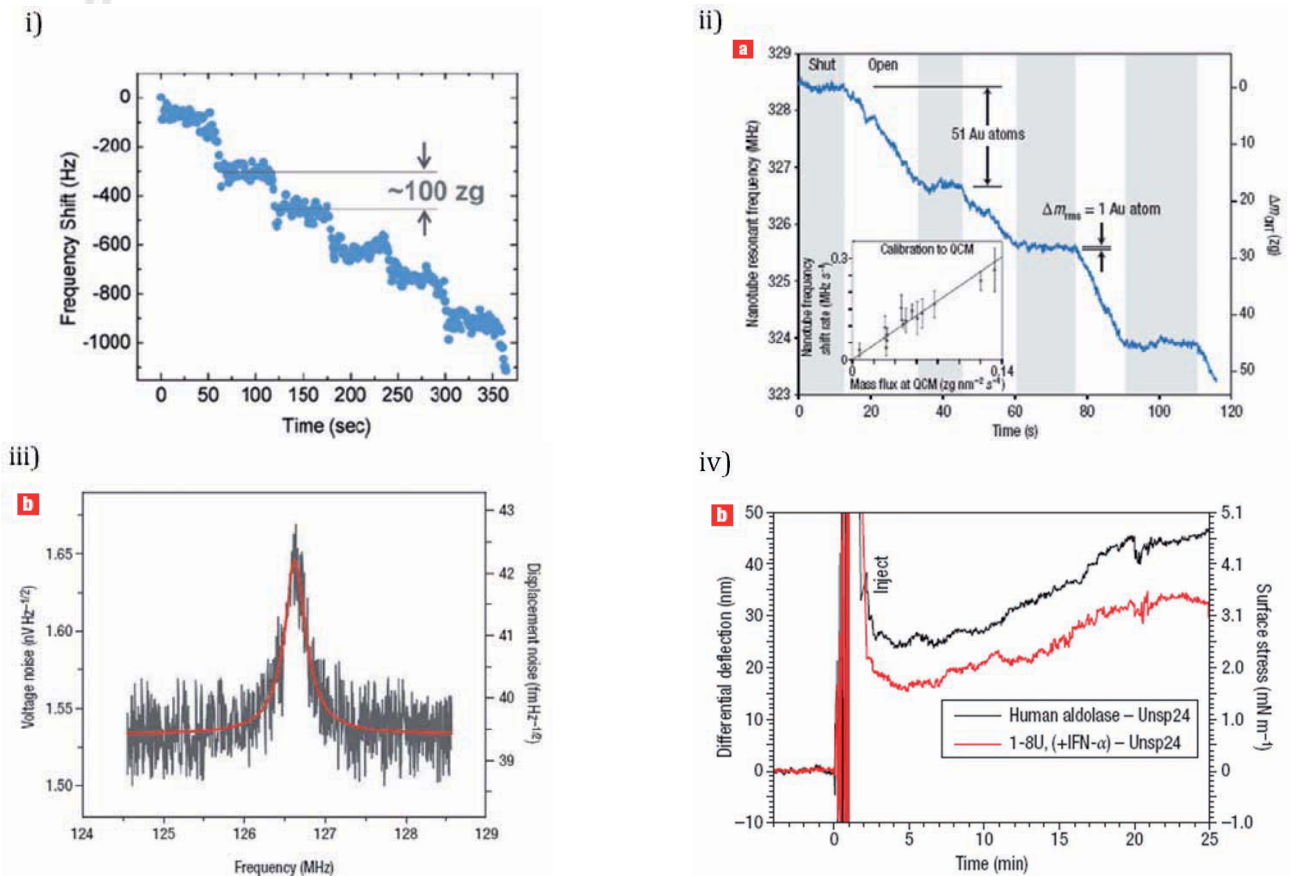 i)
0
-200
-400
-600
-800
-1000
Frequency Shift (Hz)
~100 zg
0 50 100 150 200 250 300 350
Time (sec)
ii)
a
329
328
327
326
325
324
323
Nanotube resonant frequency (MHz)
Shut Open
51 Au atoms
Δm_rms = 1 Au atom
0
10
20
30
40
50
Δm_CNT (zg)
Calibration to QCM
0.3
0
Nanotube frequency
shift rate (MHz s⁻¹)
0.14
Mass flux at QCM (zg nm⁻² s⁻¹)
0 20 40 60 80 100 120
Time (s)
iii)
b
1.65
1.60
1.55
1.50
Voltage noise (nV Hz⁻¹/²)
43
42
41
40
39
Displacement noise (fm Hz⁻¹/²)
124 125 126 127 128 129
Frequency (MHz)
iv)
b
50
40
30
20
10
0
−10
Differential deflection (nm)
Inject
Human aldolase – Unsp24
1-8U, (+IFN-α) – Unsp24
5.1
4.1
3.1
2.0
1.0
0
−1.0
Surface stress (mN m⁻¹)
0 5 10 15 20 25
Time (min)